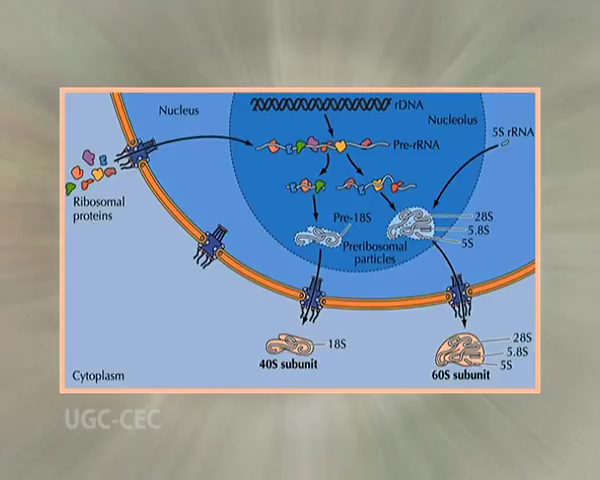 rDNA
Nucleus
Nucleolus
5S rRNA
Pre-rRNA
Ribosomal
proteins
Pre-18S
28S
5.8S
5S
Preribosomal
particles
18S
40S subunit
28S
5.8S
5S
60S subunit
Cytoplasm
UGC-CEC